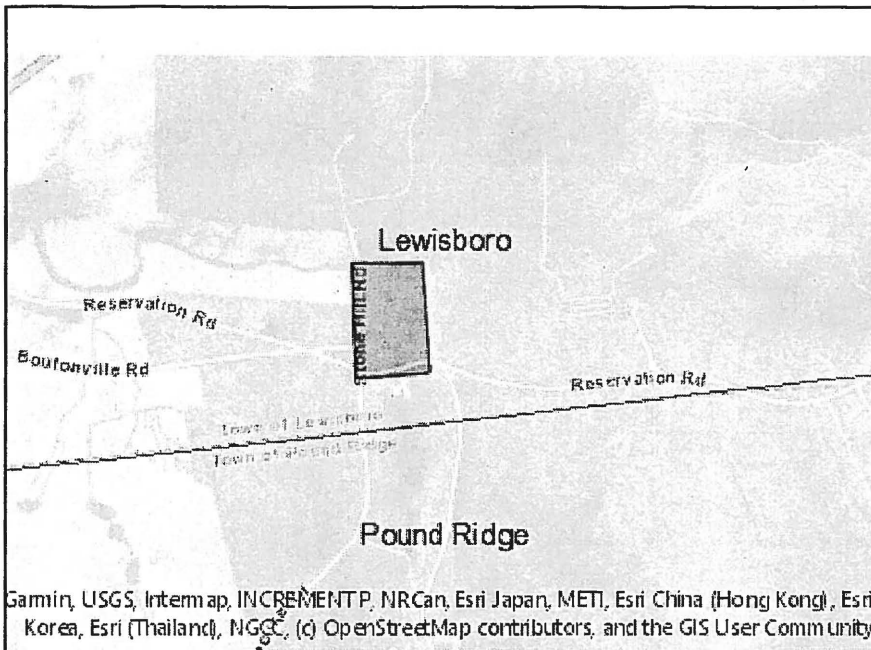 Lewisboro
Stone Hill Rd
Reservation Rd
Boutonville Rd
Reservation Rd
Town of Lewisboro
Town of Pound Ridge
Pound Ridge
Garmin, USGS, Intermap, INCREMENT P, NRCan, Esri Japan, METI, Esri China (Hong Kong), Esri
Korea, Esri (Thailand), NGCC, (c) OpenStreetMap contributors, and the GIS User Community